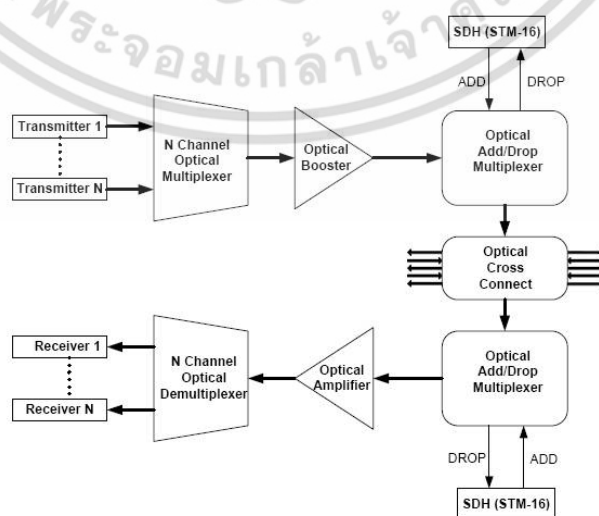 พระจอมเกล้าเจ้าคุณ
SDH (STM-16)
ADD
DROP
Transmitter 1
Transmitter N
N Channel
Optical
Multiplexer
Optical
Booster
Optical
Add/Drop
Multiplexer
Optical
Cross
Connect
Receiver 1
Receiver N
N Channel
Optical
Demultiplexer
Optical
Amplifier
Optical
Add/Drop
Multiplexer
DROP
ADD
SDH (STM-16)